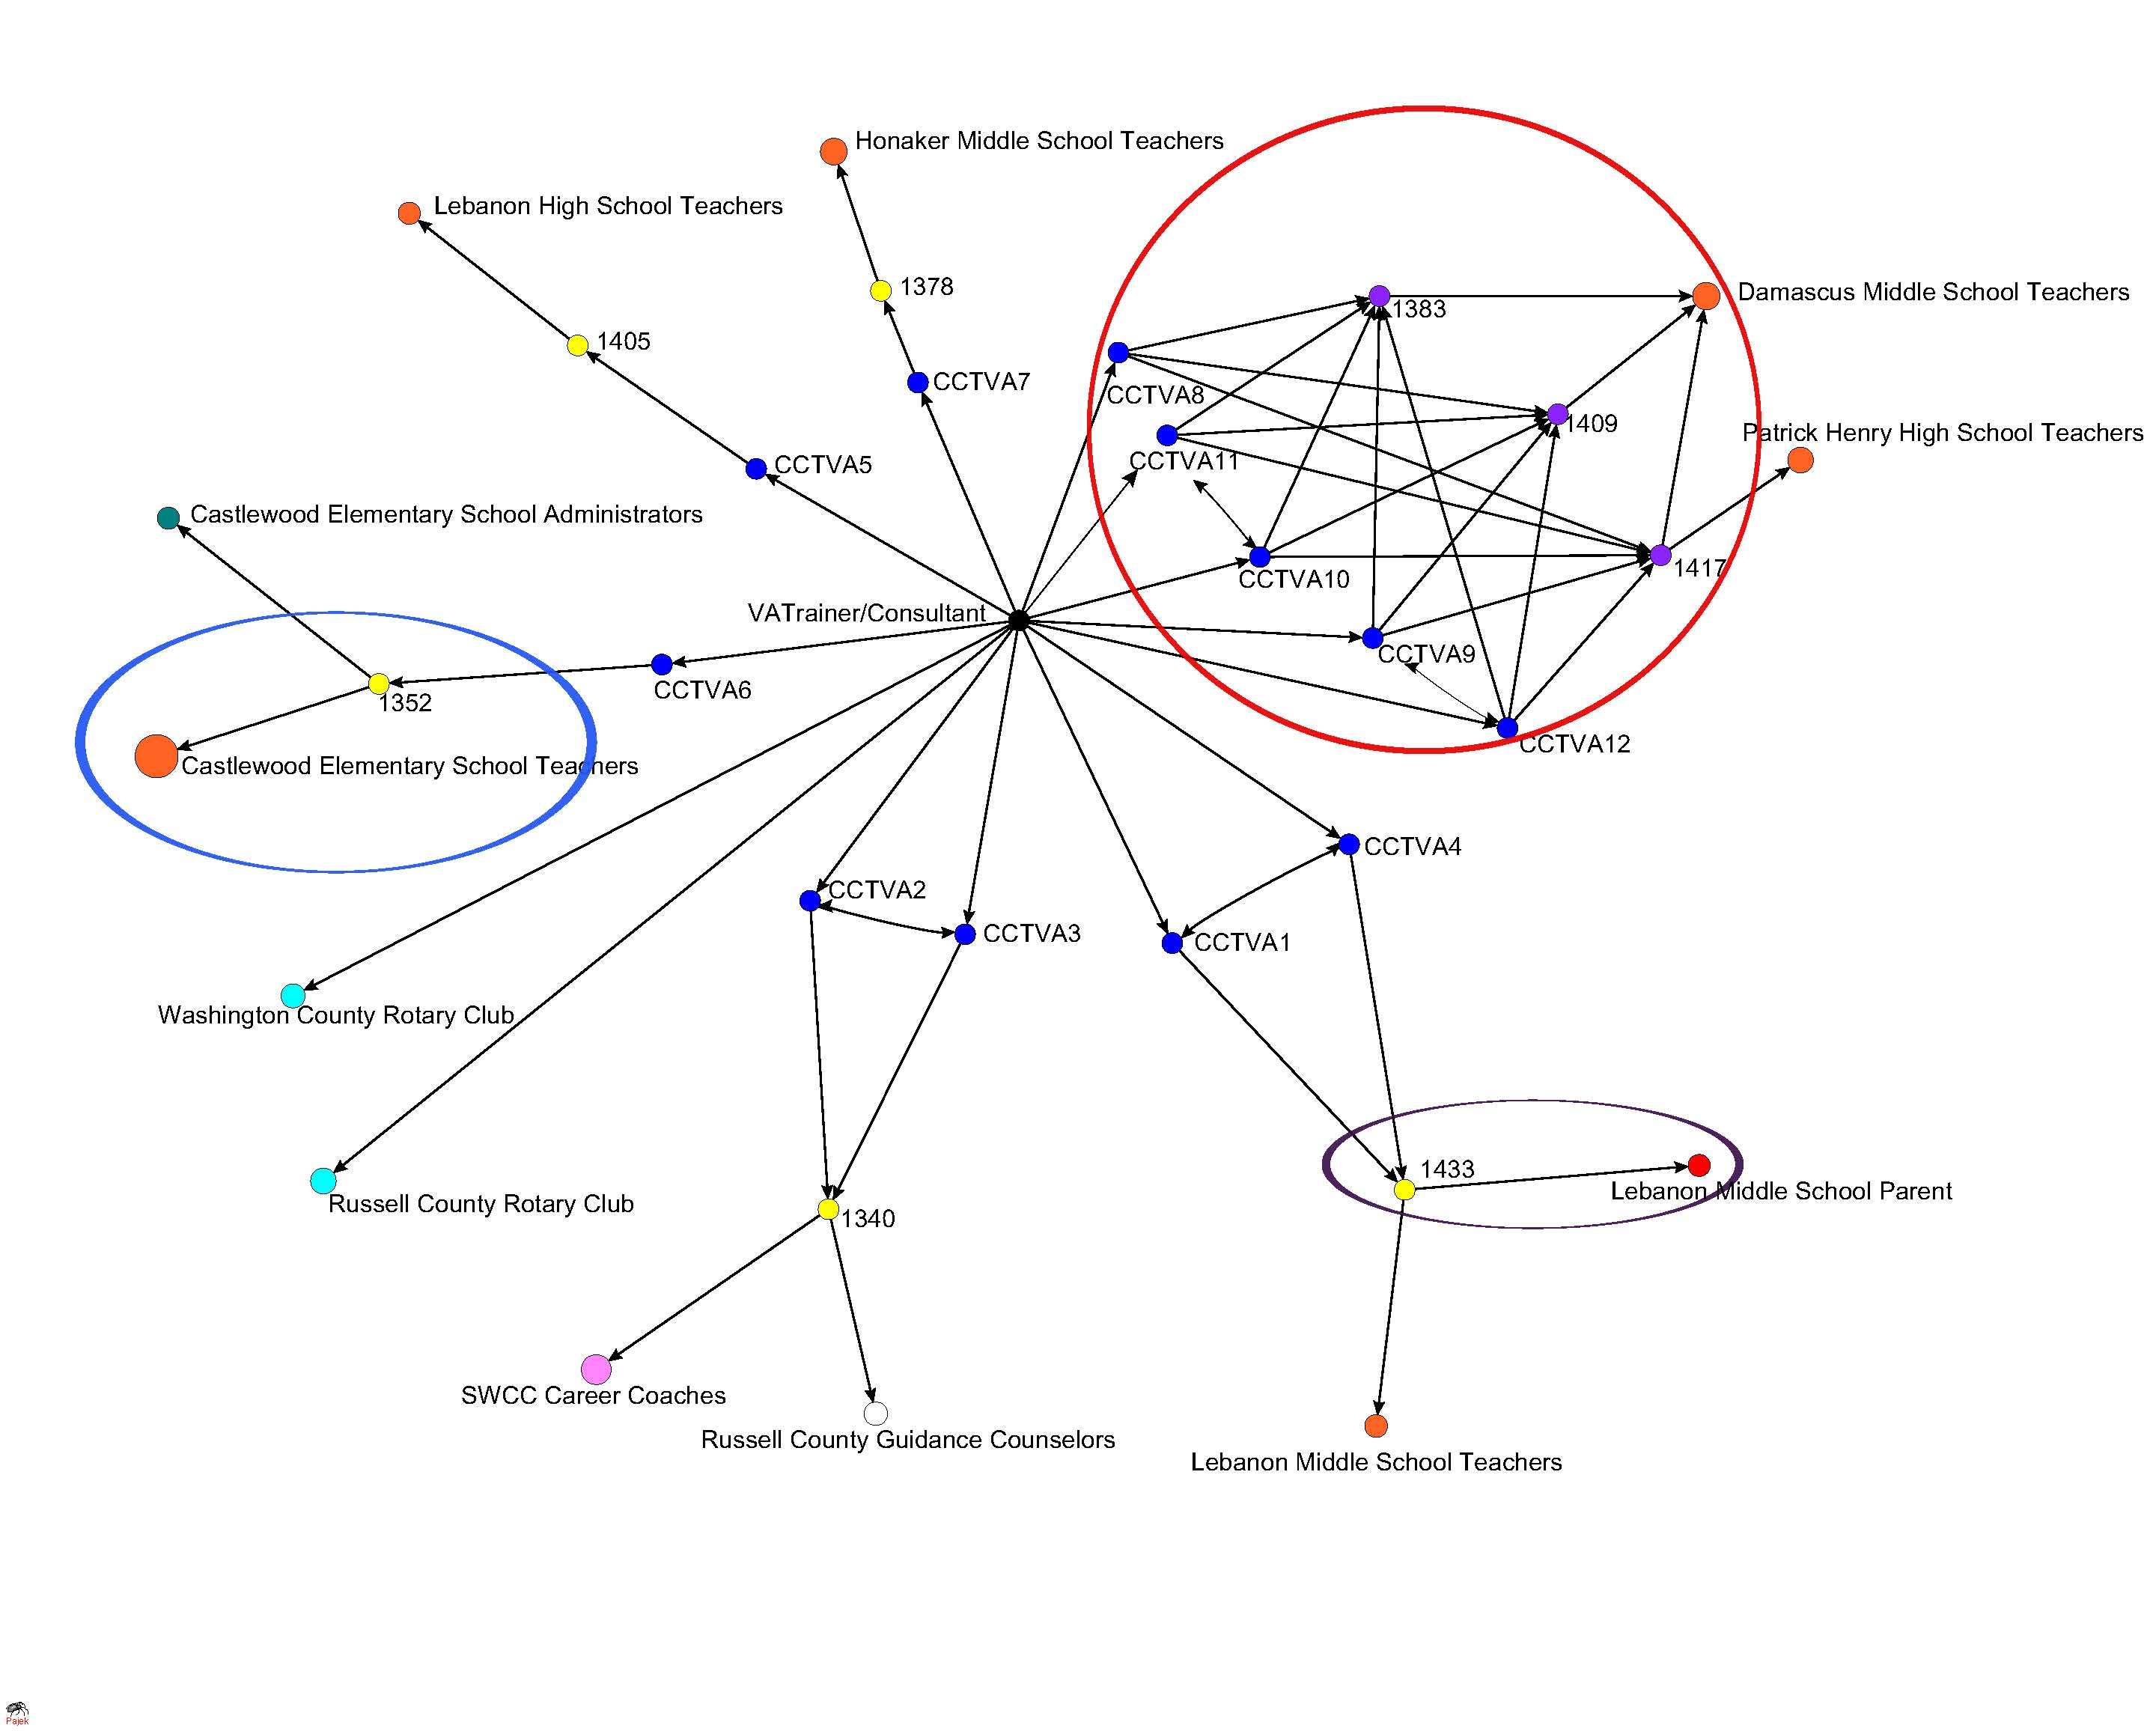 Honaker Middle School Teachers
Lebanon High School Teachers
1378
Damascus Middle School Teachers
1383
1405
CCTVA7
CCTVA8
1409
Patrick Henry High School Teachers
CCTVA11
CCTVA5
Castlewood Elementary School Administrators
1417
CCTVA10
VATrainer/Consultant
CCTVA9
CCTVA6
1352
CCTVA12
Castlewood Elementary School Teachers
CCTVA4
CCTVA2
CCTVA3
CCTVA1
Washington County Rotary Club
1433
Lebanon Middle School Parent
Russell County Rotary Club
1340
SWCC Career Coaches
Russell County Guidance Counselors
Lebanon Middle School Teachers
Pajek